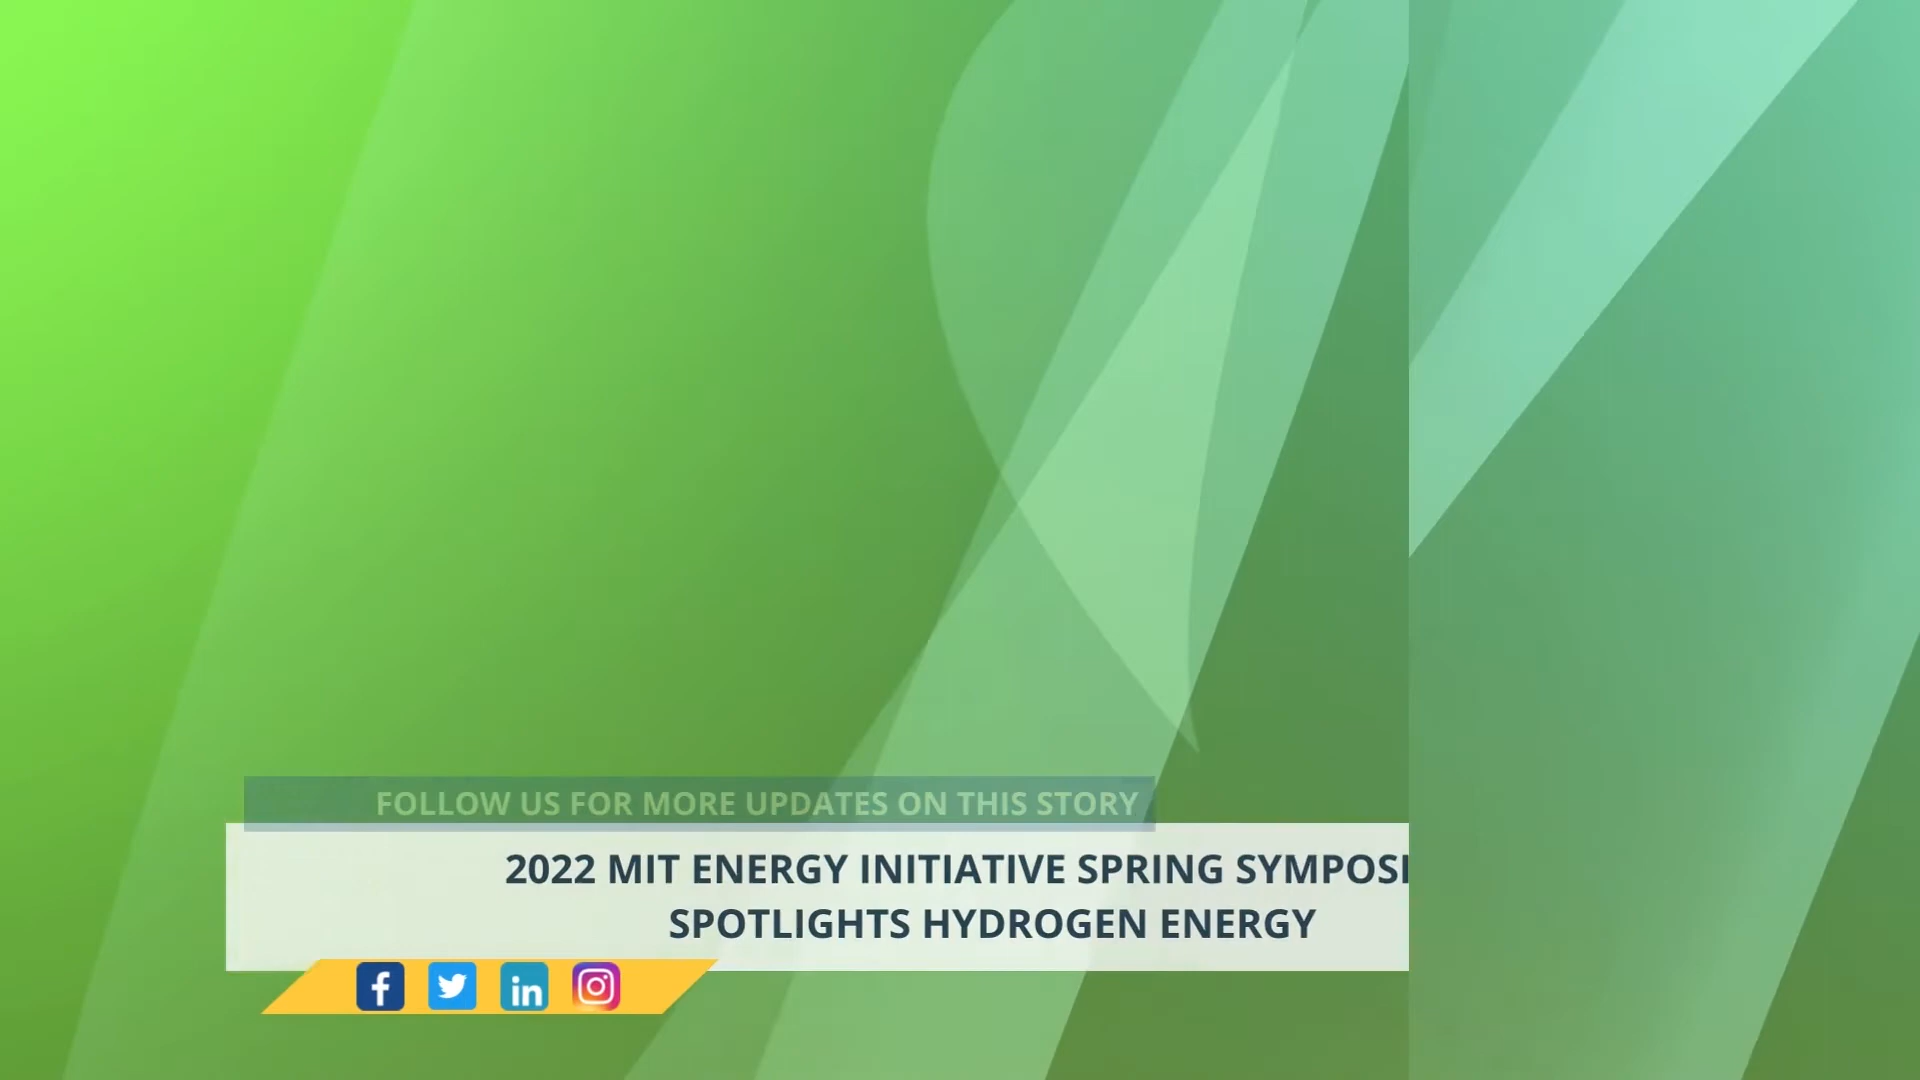 FOLLOW US FOR MORE UPDATES ON THIS STORY
2022 MIT ENERGY INITIATIVE SPRING SYMPOSI
SPOTLIGHTS HYDROGEN ENERGY